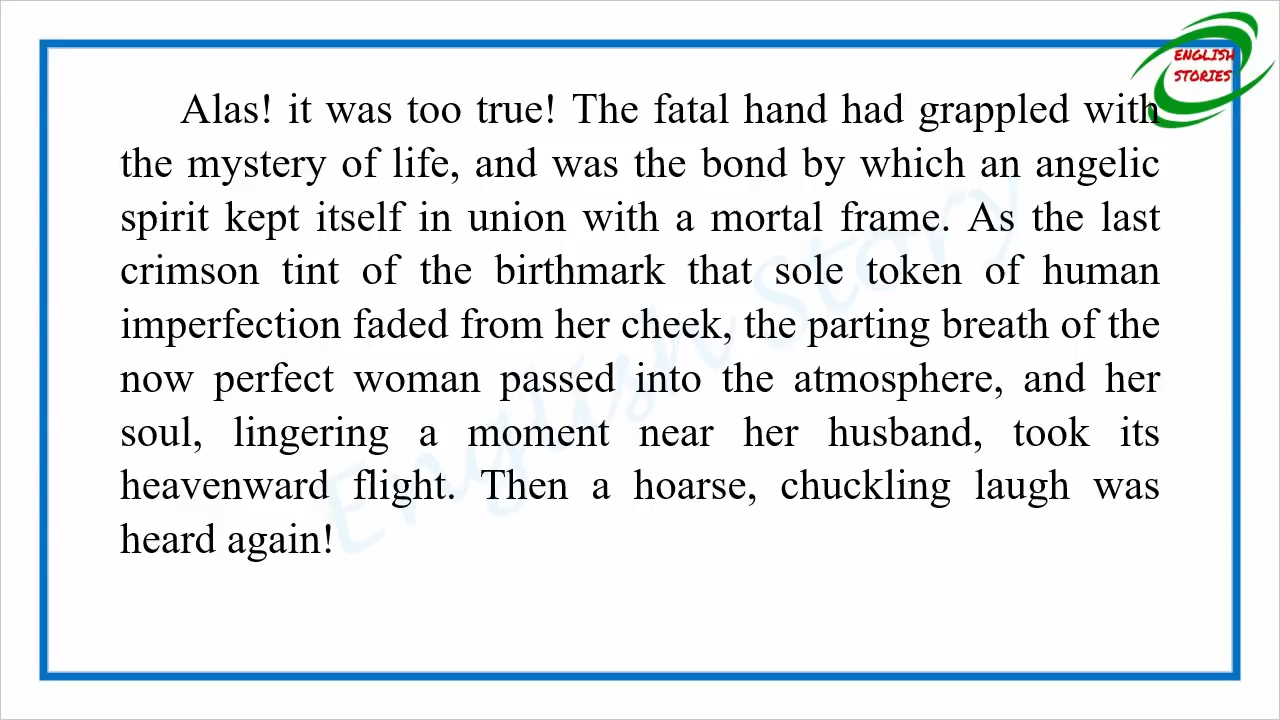 ENGLISH
STORIES
Alas! it was too true! The fatal hand had grappled with
the mystery of life, and was the bond by which an angelic
spirit kept itself in union with a mortal frame. As the last
crimson tint of the birthmark that sole token of human
imperfection faded from her cheek, the parting breath of the
now perfect woman passed into the atmosphere, and her
soul, lingering a moment near her husband, took its
heavenward flight. Then a hoarse, chuckling laugh was
heard again!
English Story